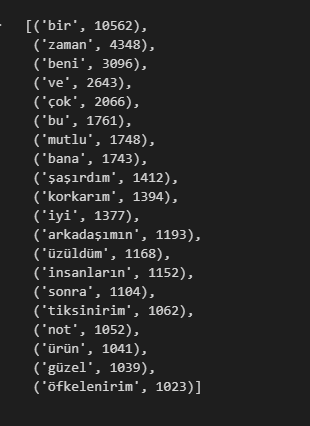 [('bir', 10562),
('zaman', 4348),
('beni', 3096),
('ve', 2643),
('çok', 2066),
('bu', 1761),
('mutlu', 1748),
('bana', 1743),
('şaşırdım', 1412),
('korkarım', 1394),
('iyi', 1377),
('arkadaşımın', 1193),
('üzüldüm', 1168),
('insanların', 1152),
('sonra', 1104),
('tiksinirim', 1062),
('not', 1052),
('ürün', 1041),
('güzel', 1039),
('öfkelenirim', 1023)]